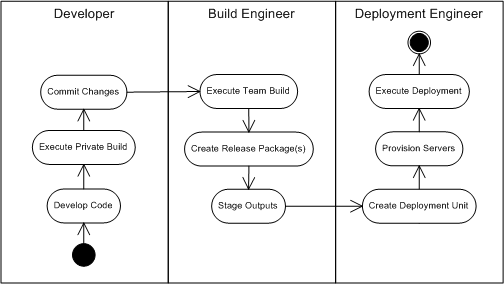 Developer
Build Engineer
Deployment Engineer
Commit Changes
Execute Team Build
Execute Deployment
Execute Private Build
Create Release Package(s)
Provision Servers
Develop Code
Stage Outputs
Create Deployment Unit